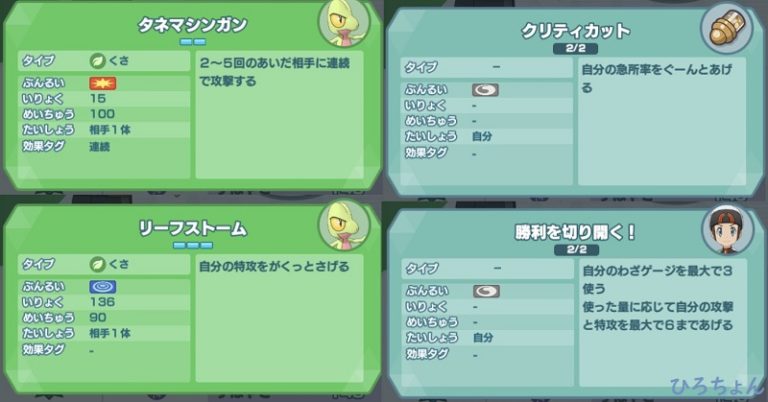 タネマシンガン
タイプ くさ
ぶんるい
いりょく 15
めいちゅう 100
たいしょう 相手1体
効果タグ 連続
2～5回のあいだ相手に連続
で攻撃する
クリティカット
2/2
タイプ －
ぶんるい
いりょく -
めいちゅう -
たいしょう 自分
効果タグ -
自分の急所率をぐーんとあげ
る
リーフストーム
タイプ くさ
ぶんるい
いりょく 136
めいちゅう 90
たいしょう 相手1体
効果タグ -
自分の特攻をがくっとさげる
勝利を切り開く！
2/2
タイプ －
ぶんるい
いりょく -
めいちゅう -
たいしょう 自分
効果タグ -
自分のわざゲージを最大で3
使う
使った量に応じて自分の攻撃
と特攻を最大で6まであげる
ひろちょん